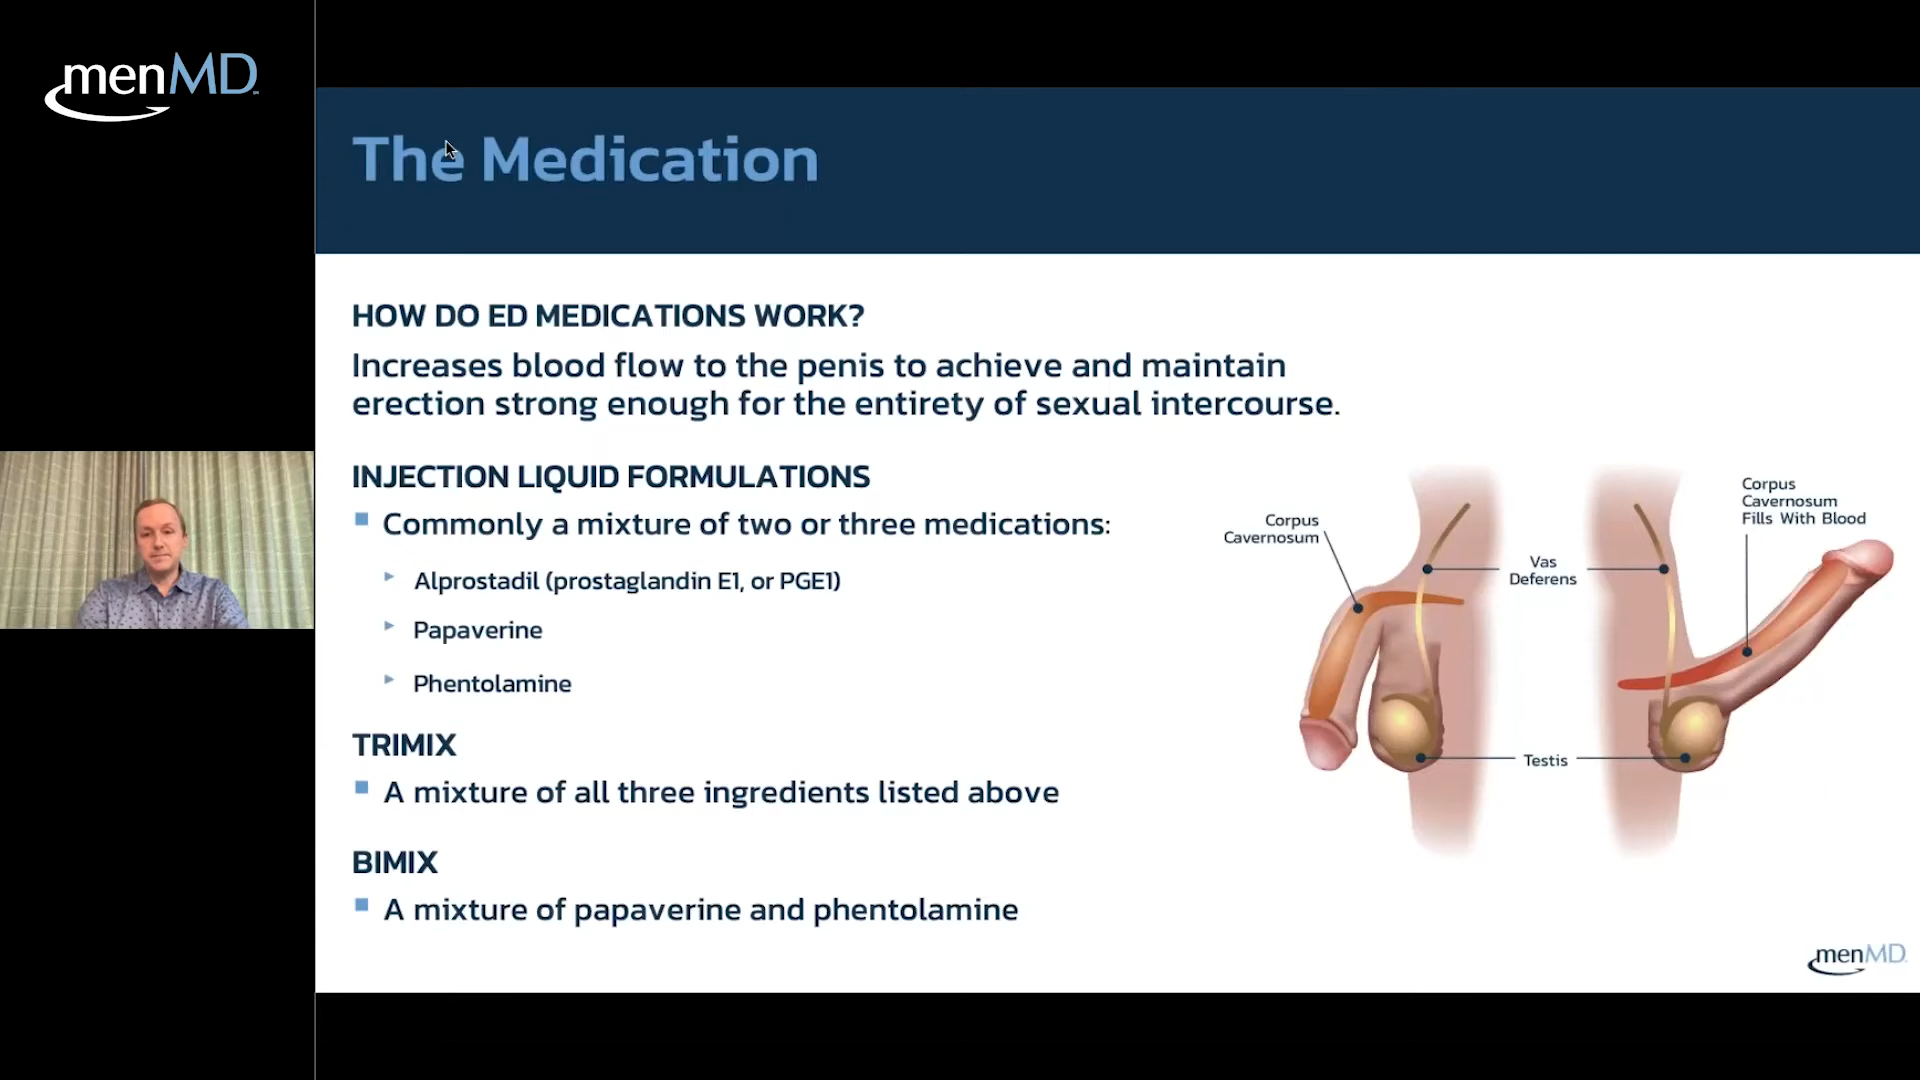 menMD
The Medication
HOW DO ED MEDICATIONS WORK?
Increases blood flow to the penis to achieve and maintain
erection strong enough for the entirety of sexual intercourse.
INJECTION LIQUID FORMULATIONS
Commonly a mixture of two or three medications:
Alprostadil (prostaglandin E1, or PGE1)
Papaverine
Phentolamine
TRIMIX
A mixture of all three ingredients listed above
BIMIX
A mixture of papaverine and phentolamine
Corpus
Cavernosum
Vas
Deferens
Corpus
Cavernosum
Fills With Blood
Testis
menMD